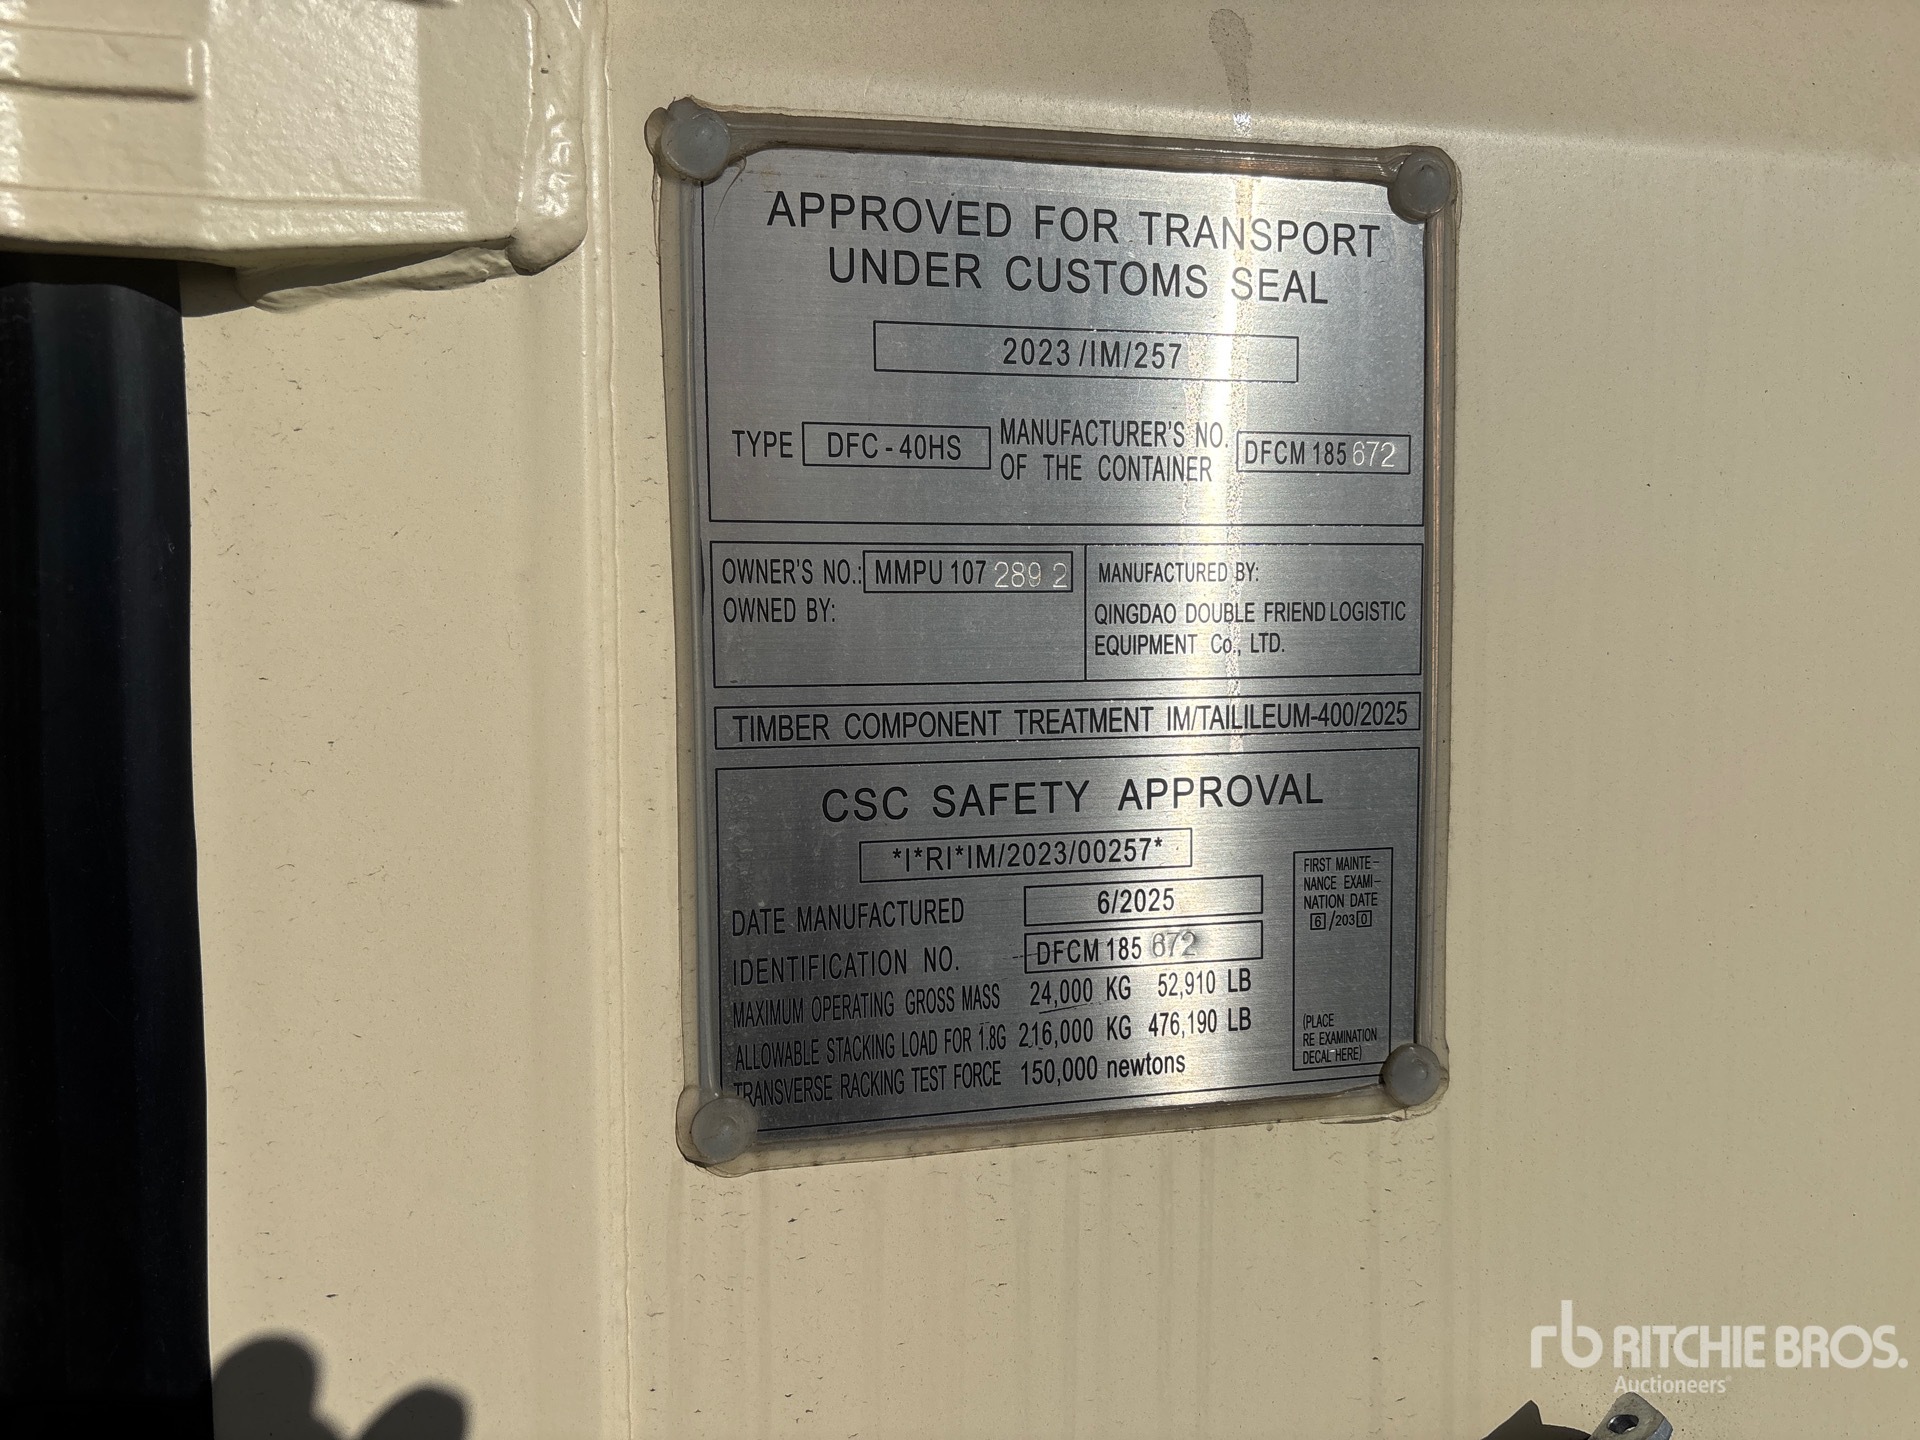 APPROVED FOR TRANSPORT
UNDER CUSTOMS SEAL
2023/IM/257
TYPE DFC-40HS MANUFACTURER'S NO. OF THE CONTAINER DFCM 185 672
OWNER'S NO.: MMPU 107 289 2
OWNED BY:
MANUFACTURED BY:
QINGDAO DOUBLE FRIEND LOGISTIC
EQUIPMENT Co., LTD.
TIMBER COMPONENT TREATMENT IM/TAILILEUM-400/2025
CSC SAFETY APPROVAL
*I*RI*IM/2023/00257*
DATE MANUFACTURED 6/2025
IDENTIFICATION NO. DFCM 185 672
MAXIMUM OPERATING GROSS MASS 24,000 KG 52,910 LB
ALLOWABLE STACKING LOAD FOR 1.8G 216,000 KG 476,190 LB
TRANSVERSE RACKING TEST FORCE 150,000 newtons
FIRST MAINTE-
NANCE EXAMI-
NATION DATE
6/2030
(PLACE
RE EXAMINATION
DECAL HERE)
rb RITCHIE BROS.
Auctioneers